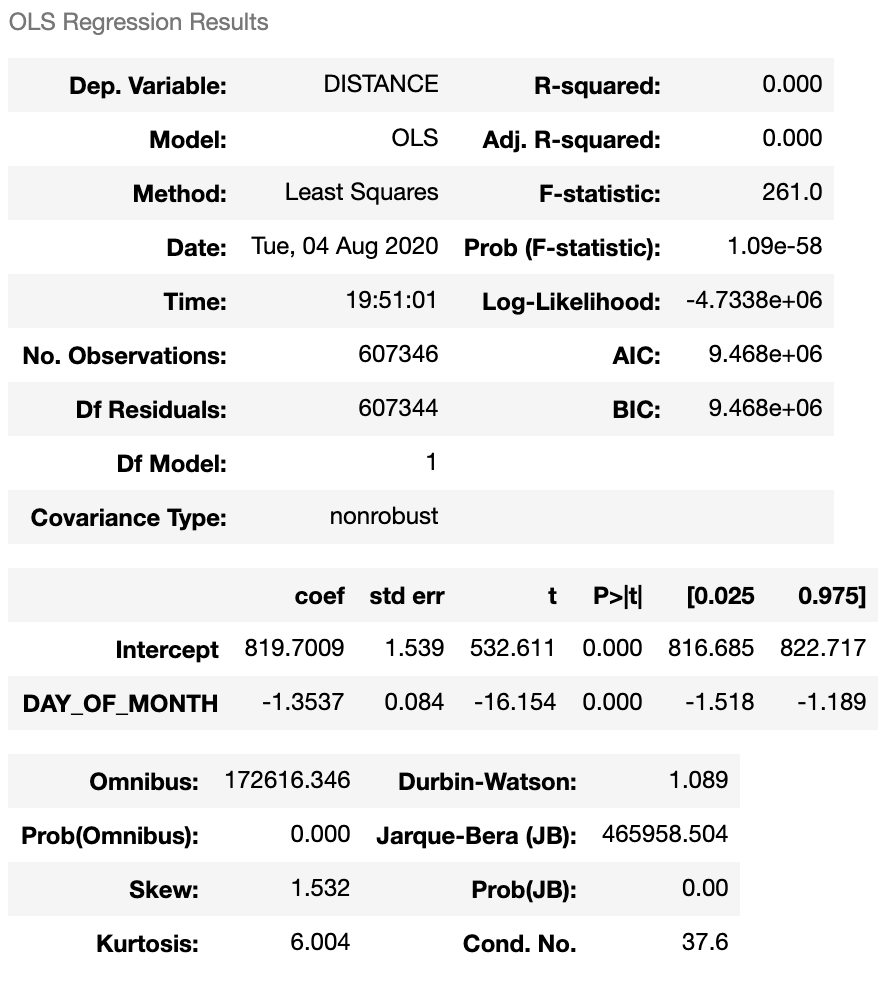 OLS Regression Results
Dep. Variable: DISTANCE R-squared: 0.000
Model: OLS Adj. R-squared: 0.000
Method: Least Squares F-statistic: 261.0
Date: Tue, 04 Aug 2020 Prob (F-statistic): 1.09e-58
Time: 19:51:01 Log-Likelihood: -4.7338e+06
No. Observations: 607346 AIC: 9.468e+06
Df Residuals: 607344 BIC: 9.468e+06
Df Model: 1
Covariance Type: nonrobust
coef std err t P>|t| [0.025 0.975]
Intercept 819.7009 1.539 532.611 0.000 816.685 822.717
DAY_OF_MONTH -1.3537 0.084 -16.154 0.000 -1.518 -1.189
Omnibus: 172616.346 Durbin-Watson: 1.089
Prob(Omnibus): 0.000 Jarque-Bera (JB): 465958.504
Skew: 1.532 Prob(JB): 0.00
Kurtosis: 6.004 Cond. No. 37.6